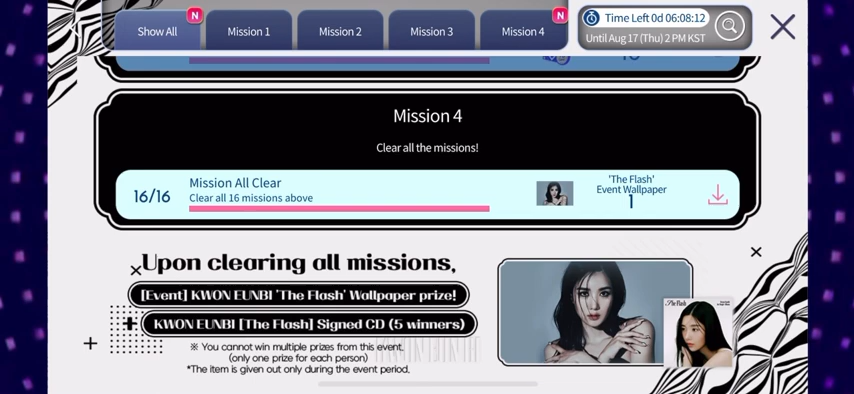 Show All
N
Mission 1
Mission 2
Mission 3
Mission 4
N
Time Left 0d 06:08:12
Until Aug 17 (Thu) 2 PM KST
Mission 4
Clear all the missions!
16/16
Mission All Clear
Clear all 16 missions above
'The Flash'
Event Wallpaper
1
Upon clearing all missions,
[Event] KWON EUNBI 'The Flash' Wallpaper prize!
KWON EUNBI [The Flash] Signed CD (5 winners)
※ You cannot win multiple prizes from this event.
(only one prize for each person)
*The item is given out only during the event period.
The Flash